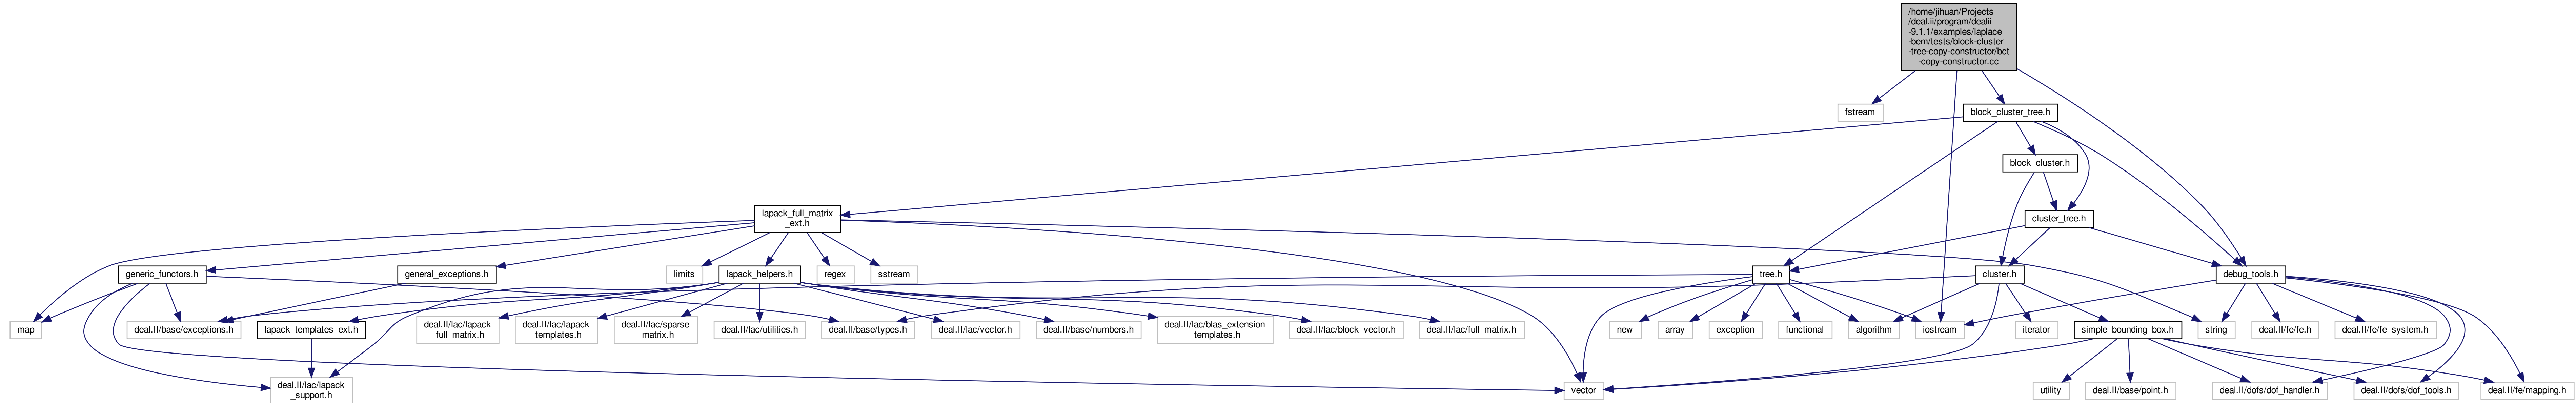 /home/jihuan/Projects
/deal.ii/program/dealii
-9.1.1/examples/laplace
-bem/tests/block-cluster
-tree-copy-constructor/bct
-copy-constructor.cc
fstream
block_cluster_tree.h
block_cluster.h
lapack_full_matrix
_ext.h
cluster_tree.h
generic_functors.h
general_exceptions.h
limits
lapack_helpers.h
regex
sstream
tree.h
cluster.h
debug_tools.h
map
deal.II/base/exceptions.h
lapack_templates_ext.h
deal.II/lac/lapack
_full_matrix.h
deal.II/lac/lapack
_templates.h
deal.II/lac/sparse
_matrix.h
deal.II/lac/utilities.h
deal.II/base/types.h
deal.II/lac/vector.h
deal.II/base/numbers.h
deal.II/lac/blas_extension
_templates.h
deal.II/lac/block_vector.h
deal.II/lac/full_matrix.h
new
array
exception
functional
algorithm
iostream
iterator
simple_bounding_box.h
string
deal.II/fe/fe.h
deal.II/fe/fe_system.h
deal.II/lac/lapack
_support.h
vector
utility
deal.II/base/point.h
deal.II/dofs/dof_handler.h
deal.II/dofs/dof_tools.h
deal.II/fe/mapping.h